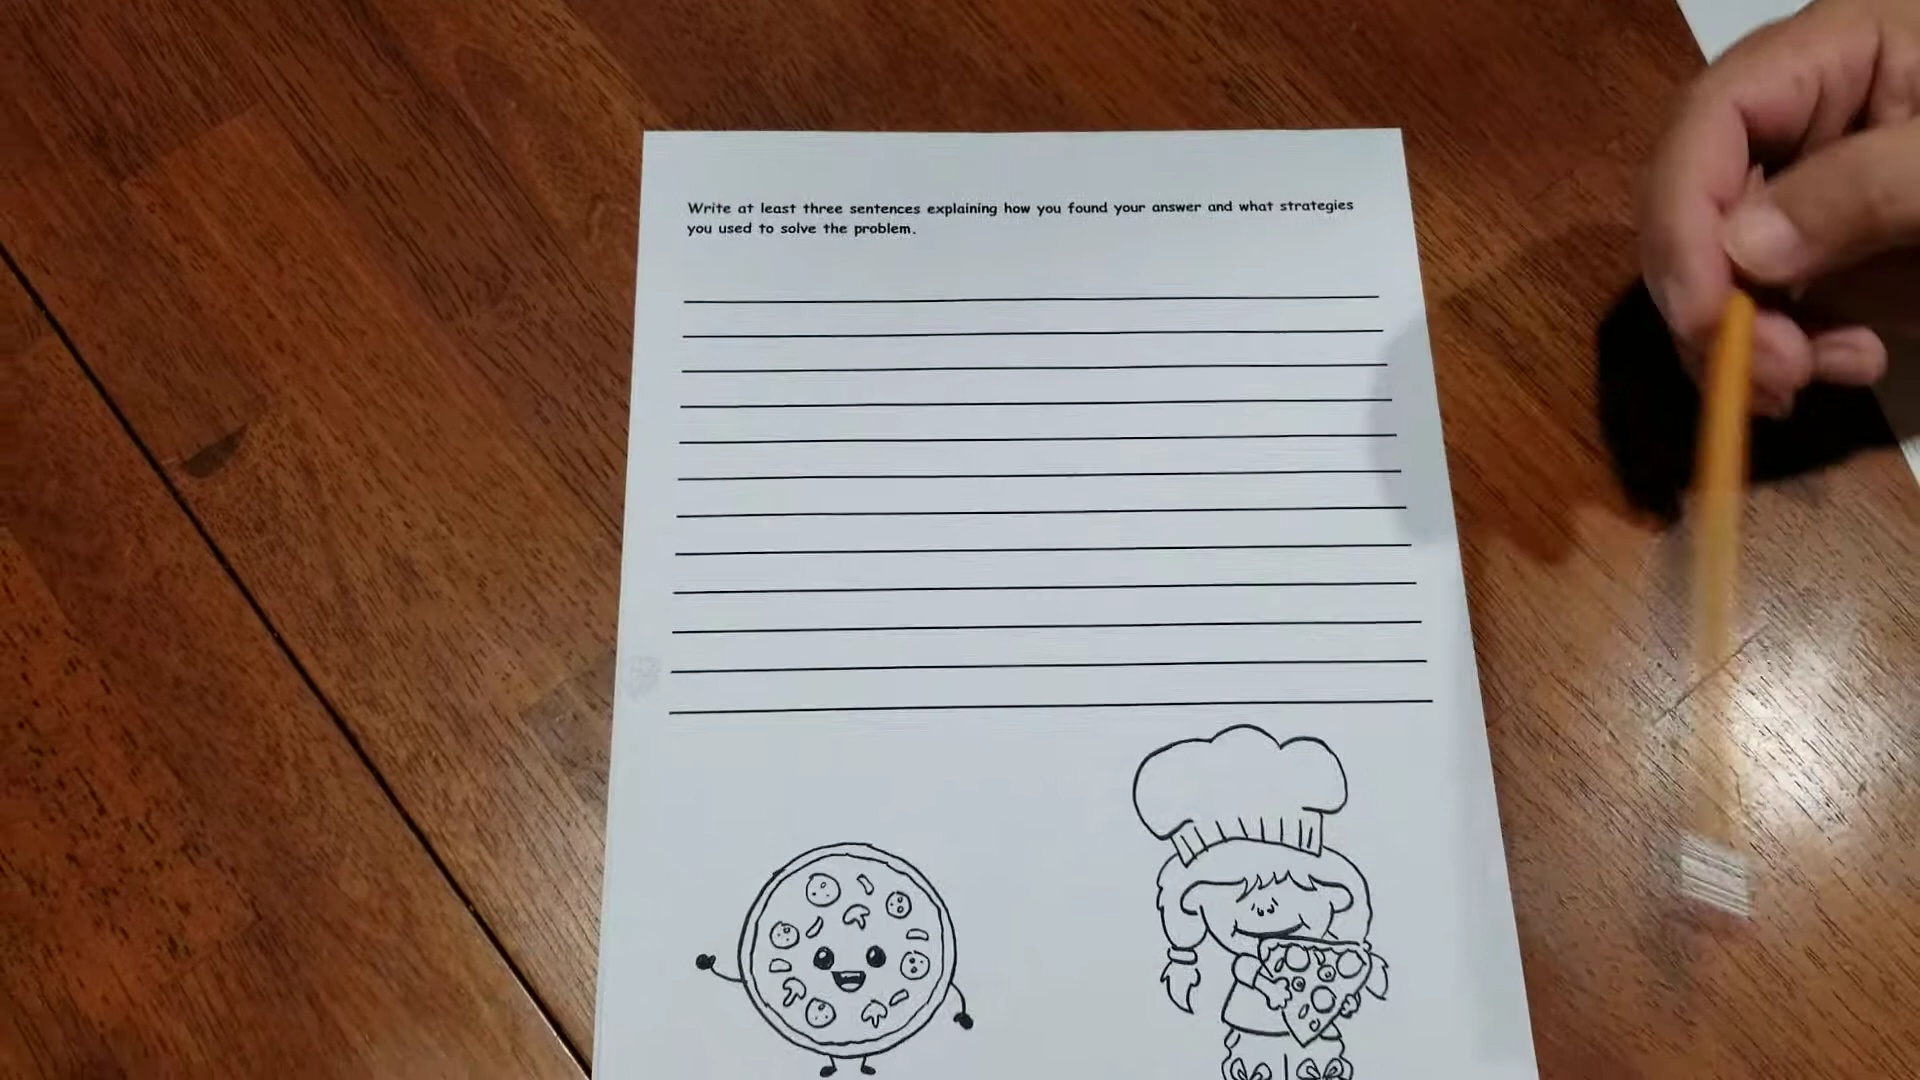 Write at least three sentences explaining how you found your answer and what strategies
you used to solve the problem.